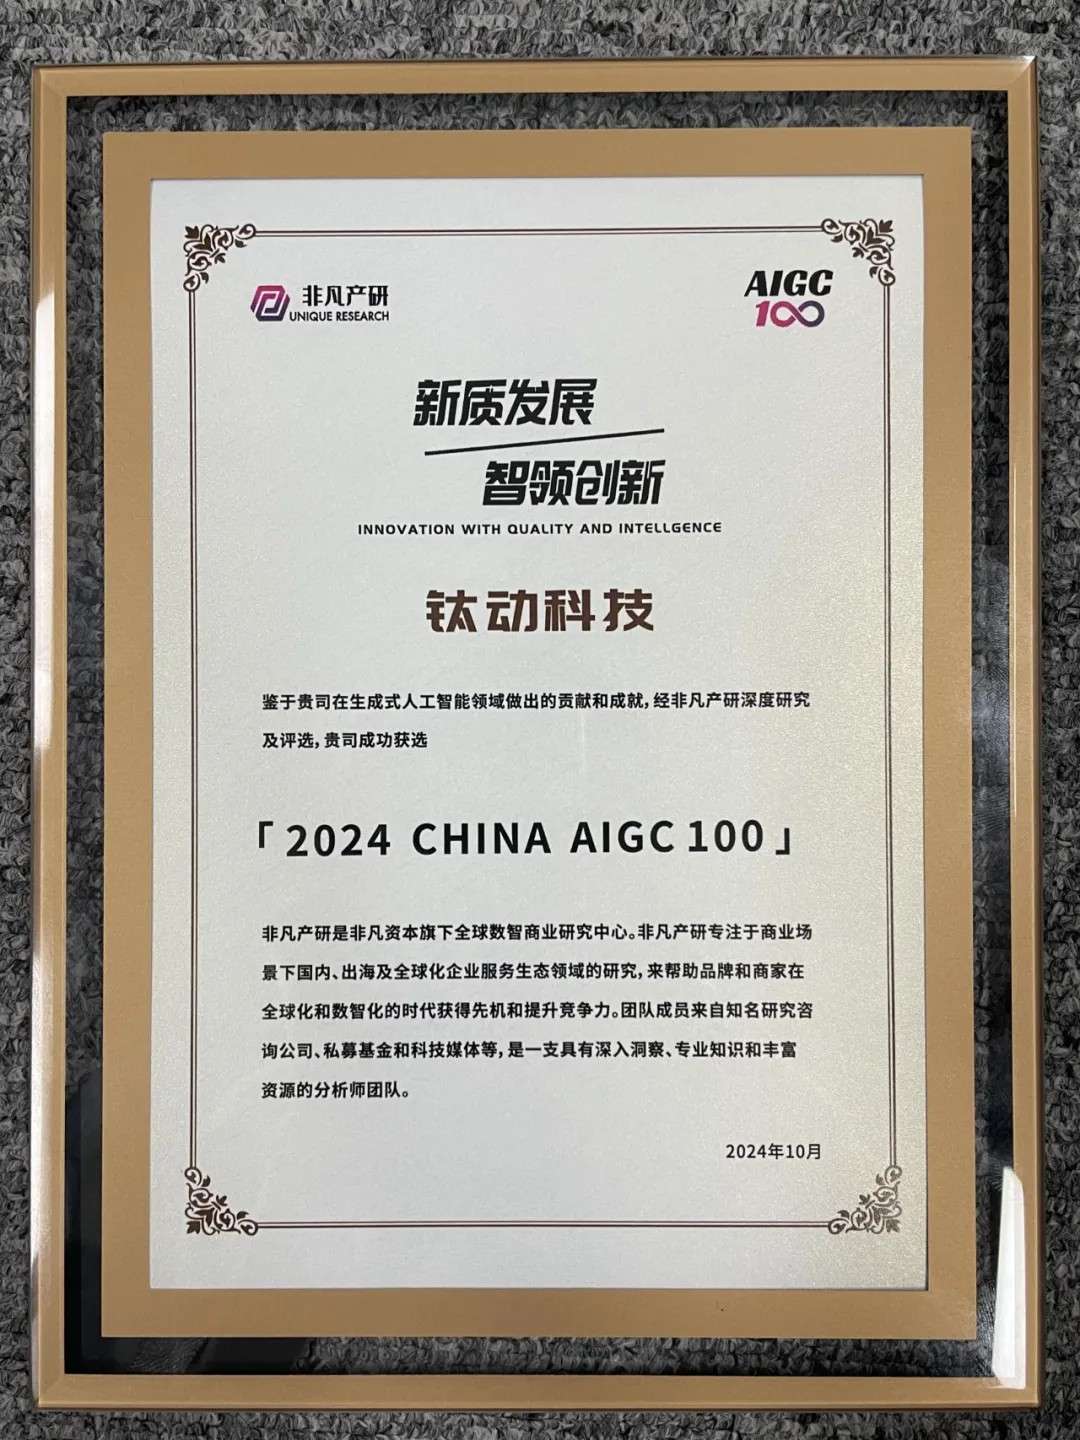 非凡产研
UNIQUE RESEARCH
AIGC
100
新质发展
智领创新
INNOVATION WITH QUALITY AND INTELLGENCE
钛动科技
鉴于贵司在生成式人工智能领域做出的贡献和成就,经非凡产研深度研究
及评选,贵司成功获选
「2024 CHINA AIGC 100」
非凡产研是非凡资本旗下全球数智商业研究中心。非凡产研专注于商业场
景下国内、出海及全球化企业服务生态领域的研究,来帮助品牌和商家在
全球化和数智化的时代获得先机和提升竞争力。团队成员来自知名研究咨
询公司、私募基金和科技媒体等,是一支具有深入洞察、专业知识和丰富
资源的分析师团队。
2024年10月